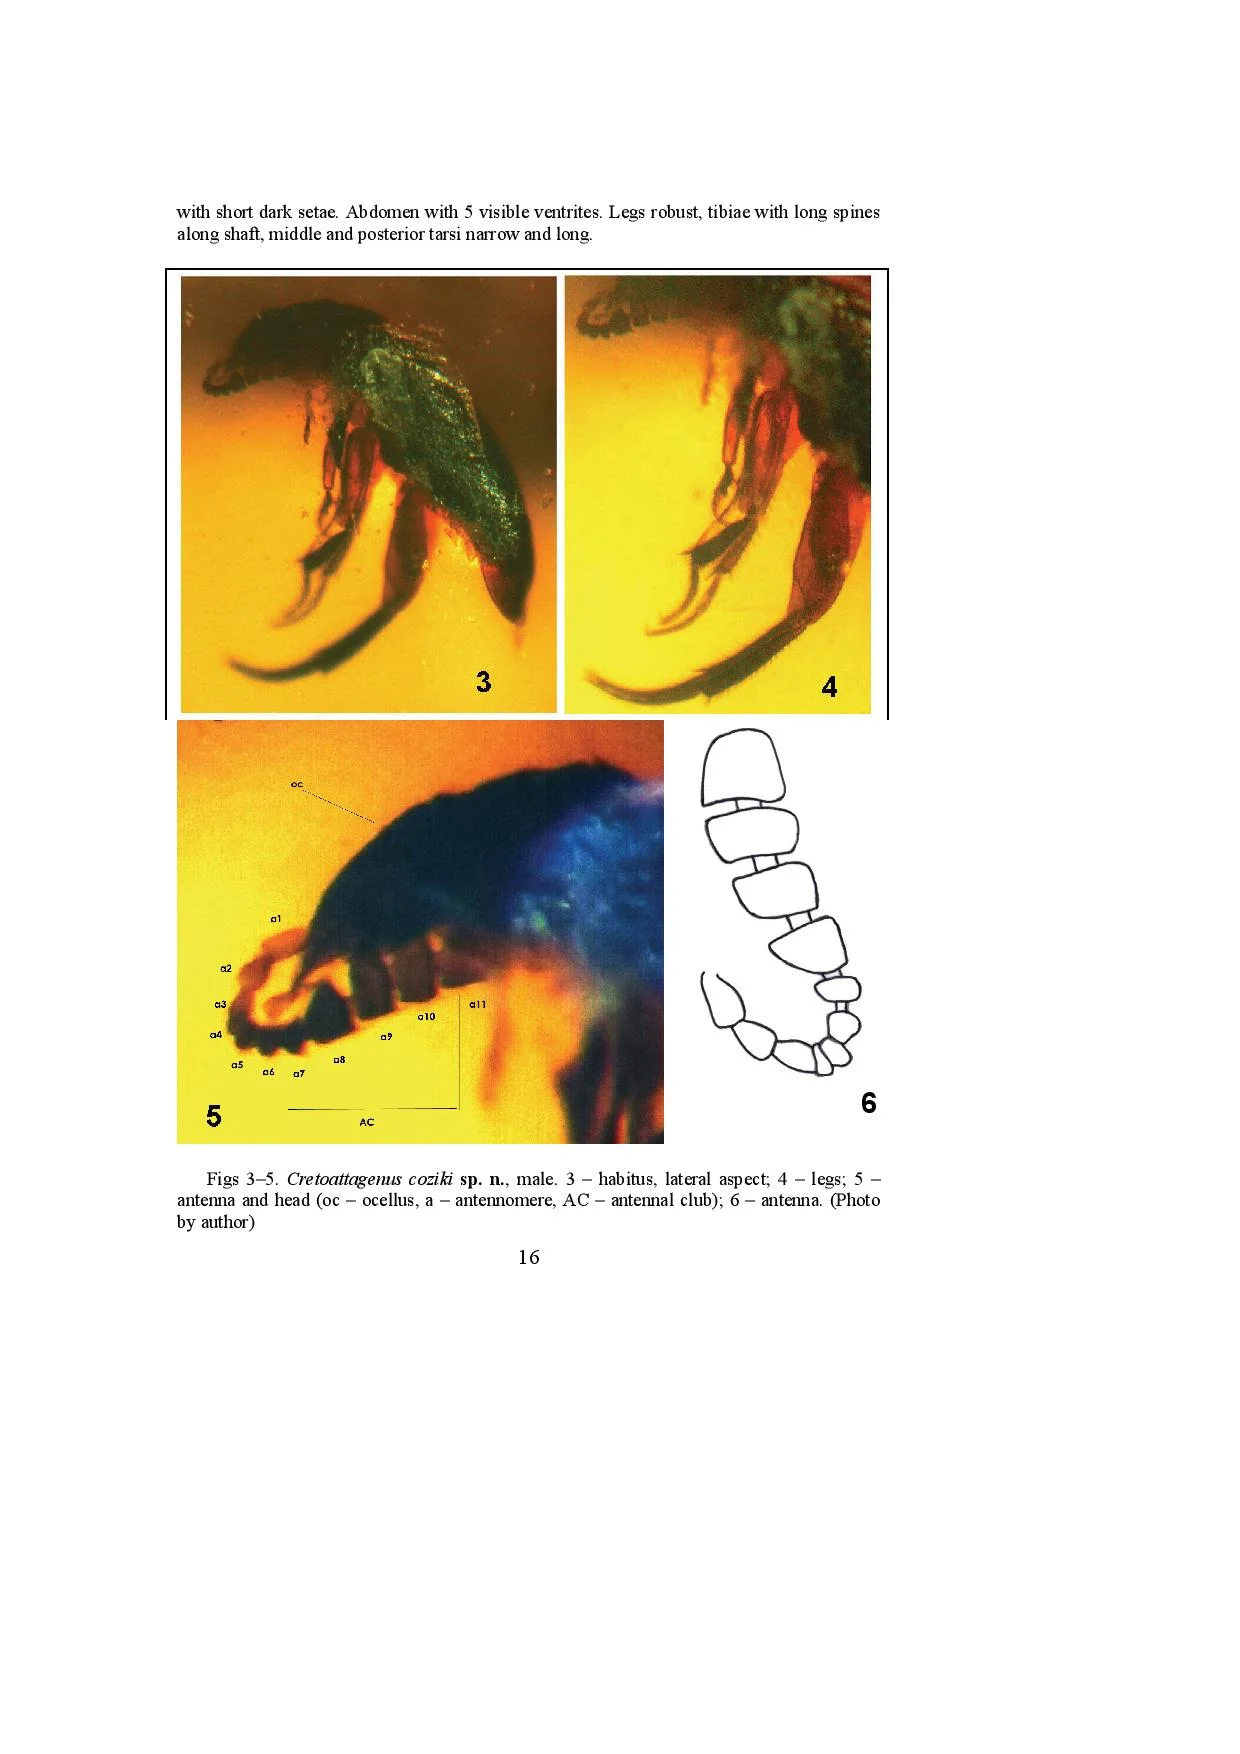 with short dark setae. Abdomen with 5 visible ventrites. Legs robust, tibiae with long spines
along shaft, middle and posterior tarsi narrow and long.
3
4
oc
a1
a2
a3
a4
a5
a6
a7
a8
a9
a10
a11
AC
5
6
Figs 3–5. Cretoattagenus coziki sp. n., male. 3 – habitus, lateral aspect; 4 – legs; 5 –
antenna and head (oc – ocellus, a – antennomere, AC – antennal club); 6 – antenna. (Photo
by author)
16